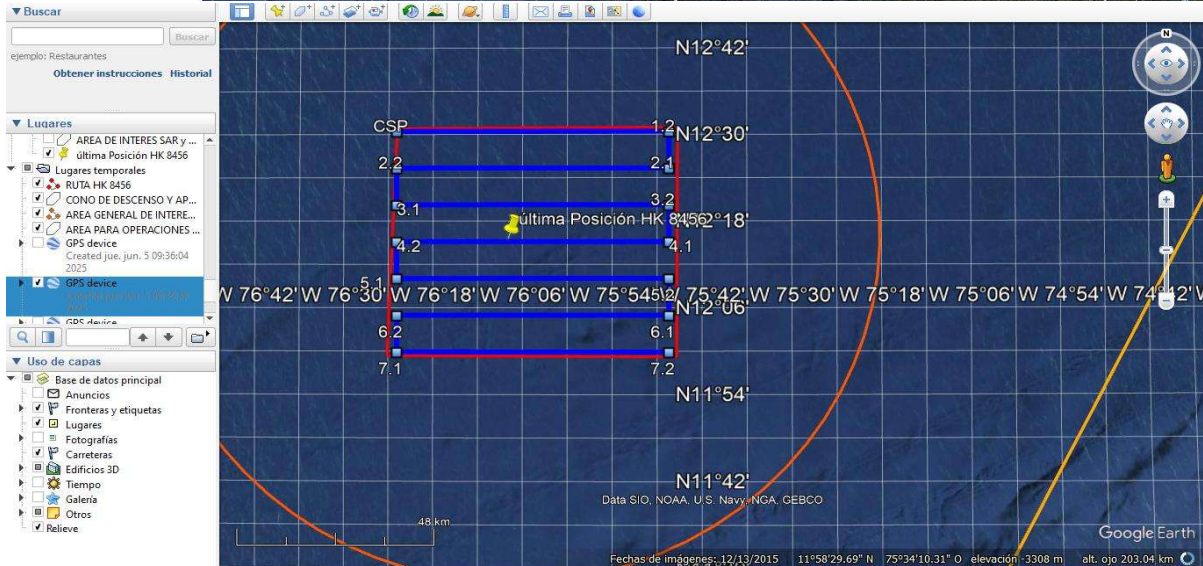 Buscar
Buscar
ejemplo: Restaurantes
Obtener instrucciones Historial
Lugares
AREA DE INTERES SAR y ...
última Posición HK 8456
Lugares temporales
RUTA HK 8456
CONO DE DESCENSO Y AP...
AREA GENERAL DE INTERE...
AREA PARA OPERACIONES ...
GPS device
Created jue. jun. 5 09:36:04
2025
GPS device
GPS device
Uso de capas
Base de datos principal
Anuncios
Fronteras y etiquetas
Lugares
Fotografías
Carreteras
Edificios 3D
Tiempo
Galería
Otros
Relieve
N
N12°42'
CSP
1.2
N12°30'
2.2
2.1
3.1
3.2
última Posición HK 8456
N12°18'
4.2
4.1
5.1
5.2
W 76°42' W 76°30' W 76°18' W 76°06' W 75°54' W 75°42' W 75°30' W 75°18' W 75°06' W 74°54' W 74°42' W
N12°06'
6.2
6.1
7.1
7.2
N11°54'
N11°42'
Data SIO, NOAA, U.S. Navy, NGA, GEBCO
48 km
Google Earth
Fechas de imágenes: 12/13/2015 11°58'29.69" N 75°34'10.31" O elevación -3308 m alt. ojo 203.04 km